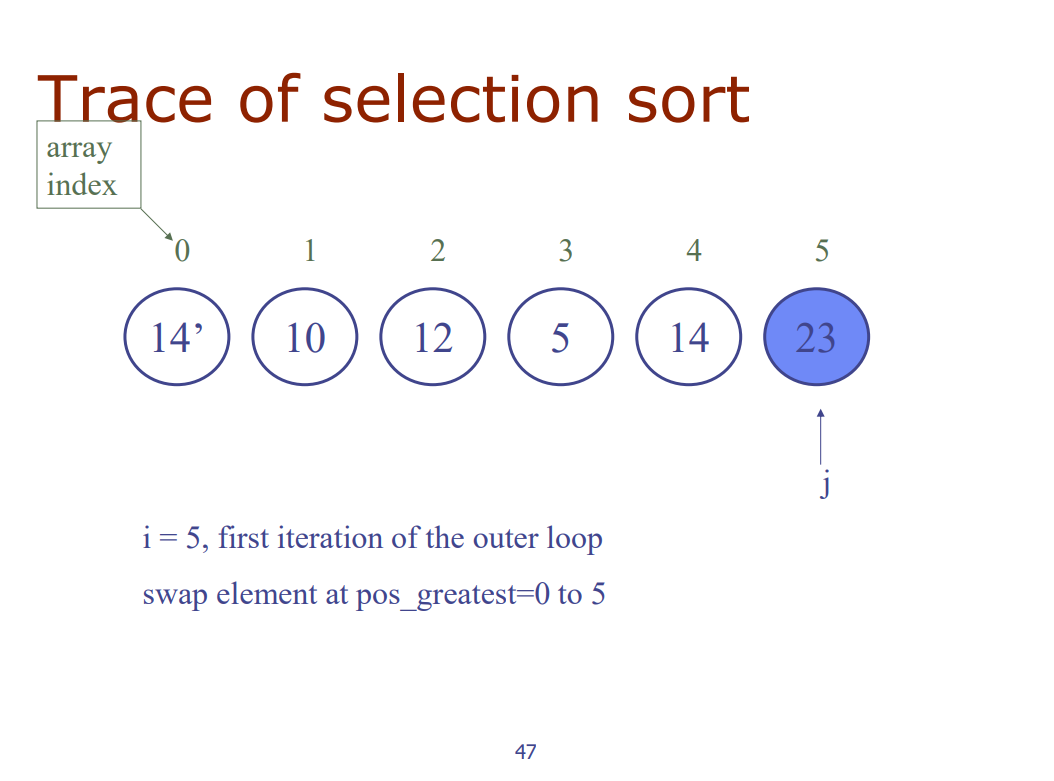 Trace of selection sort
array
index
0 1 2 3 4 5
14’ 10 12 5 14 23
j
i = 5, first iteration of the outer loop
swap element at pos_greatest=0 to 5
47